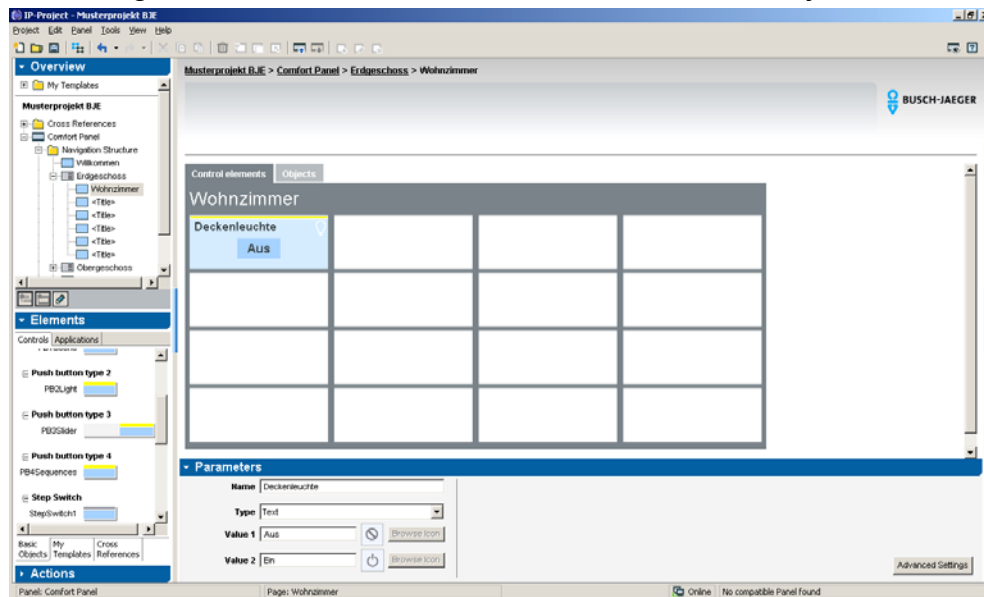 IP-Project - Musterprojekt BJE
Project Edit Panel Tools View Help
Overview
My Templates
Musterprojekt BJE
Cross References
Comfort Panel
Navigation Structure
Willkommen
Erdgeschoss
Wohnzimmer
<Title>
<Title>
<Title>
<Title>
<Title>
Obergeschoss
Elements
Controls Applications
Push button type 2
PB2Light
Push button type 3
PB3Slider
Push button type 4
PB4Sequences
Step Switch
StepSwitch1
Basic Objects
My Templates
Cross References
Actions
Musterprojekt BJE > Comfort Panel > Erdgeschoss > Wohnzimmer
BUSCH-JAEGER
Control elements Objects
Wohnzimmer
Deckenleuchte
Aus
Parameters
Name Deckenleuchte
Type Text
Value 1 Aus Browse Icon
Value 2 Ein Browse Icon
Advanced Settings
Panel: Comfort Panel Page: Wohnzimmer Online No compatible Panel found